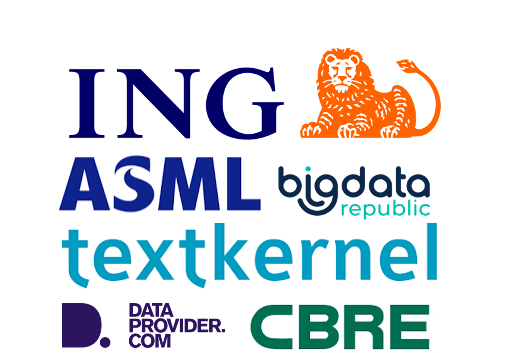 ING
ASML
bigdata
republic
textkernel
D.
DATA
PROVIDER.
COM
CBRE